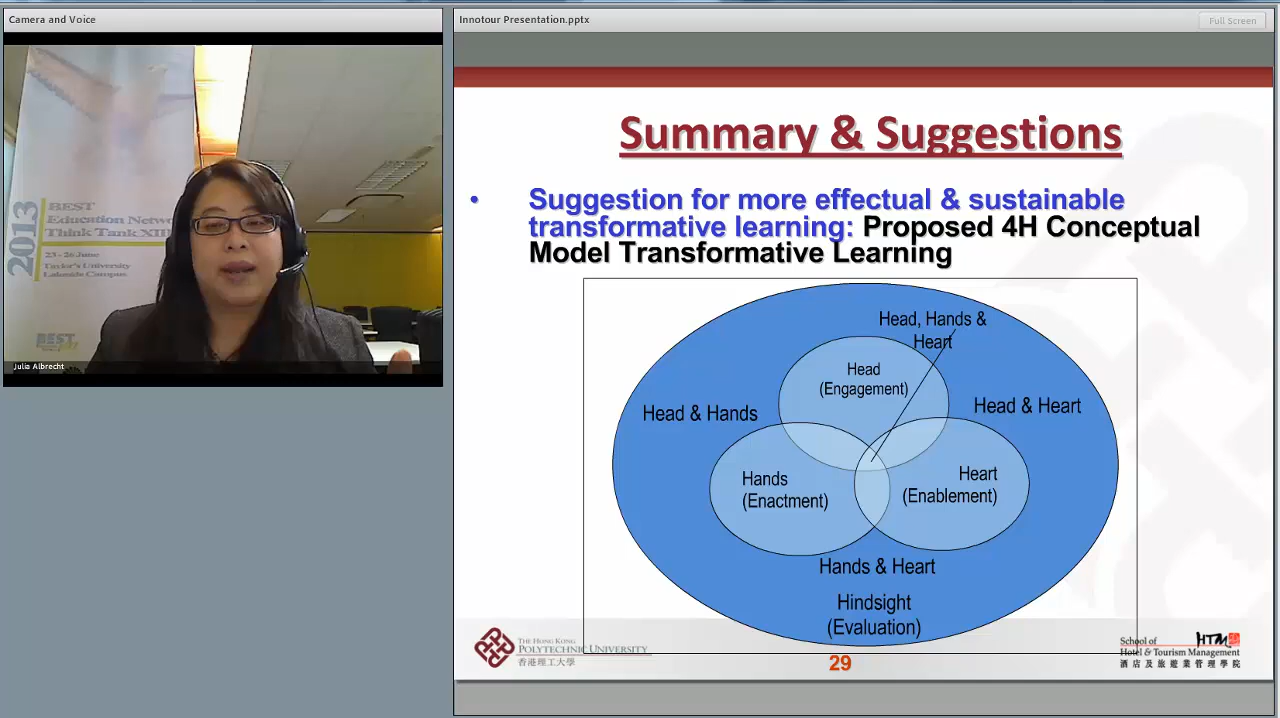 Camera and Voice
2013
BEST
Education Netw
Think Tank XIII
23 - 26 June
Taylor's University
Lakeside Campus
BEST
Julia Albrecht
Innotour Presentation.pptx
Full Screen
Summary & Suggestions
• Suggestion for more effectual & sustainable
transformative learning: Proposed 4H Conceptual
Model Transformative Learning
Head, Hands &
Heart
Head
(Engagement)
Head & Hands
Head & Heart
Hands
(Enactment)
Heart
(Enablement)
Hands & Heart
Hindsight
(Evaluation)
THE HONG KONG
POLYTECHNIC UNIVERSITY
香港理工大學
29
School of
Hotel & Tourism Management
酒店及旅遊業管理學院
HTM